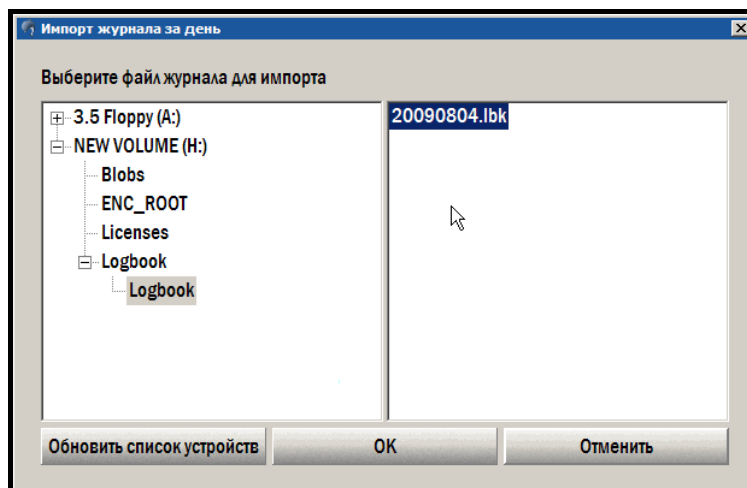 Импорт журнала за день
Выберите файл журнала для импорта
3.5 Floppy (A:)
NEW VOLUME (H:)
Blobs
ENC_ROOT
Licenses
Logbook
Logbook
20090804.lbk
Обновить список устройств
OK
Отменить